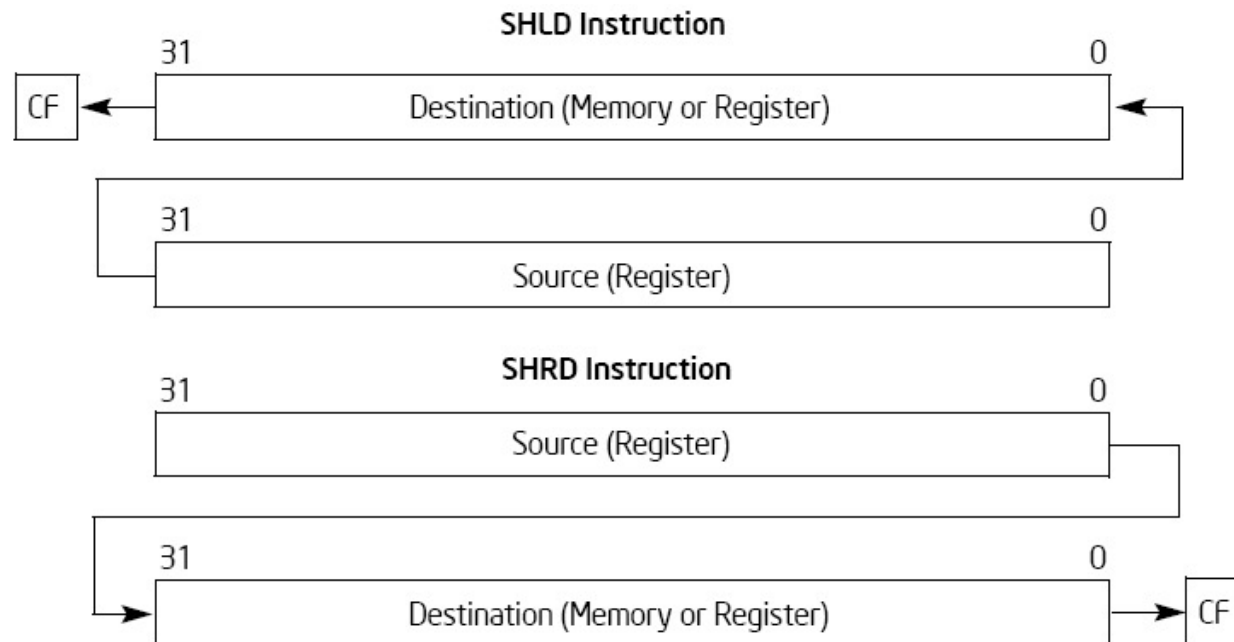 SHLD Instruction
31 0
CF Destination (Memory or Register)
31 0
Source (Register)
SHRD Instruction
31 0
Source (Register)
31 0
Destination (Memory or Register) CF